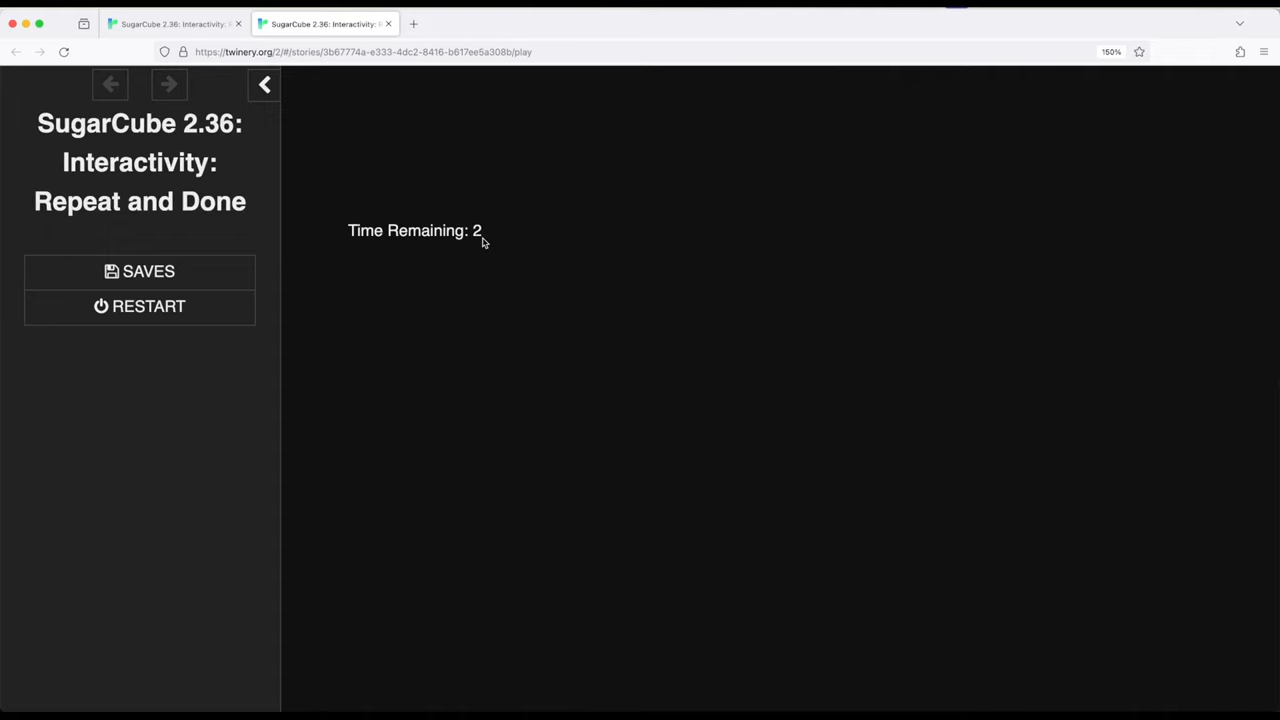 SugarCube 2.36: Interactivity: R
SugarCube 2.36: Interactivity: R
https://twinery.org/2/#/stories/3b67774a-e333-4dc2-8416-b617ee5a308b/play
150%
SugarCube 2.36:
Interactivity:
Repeat and Done
SAVES
RESTART
Time Remaining: 2